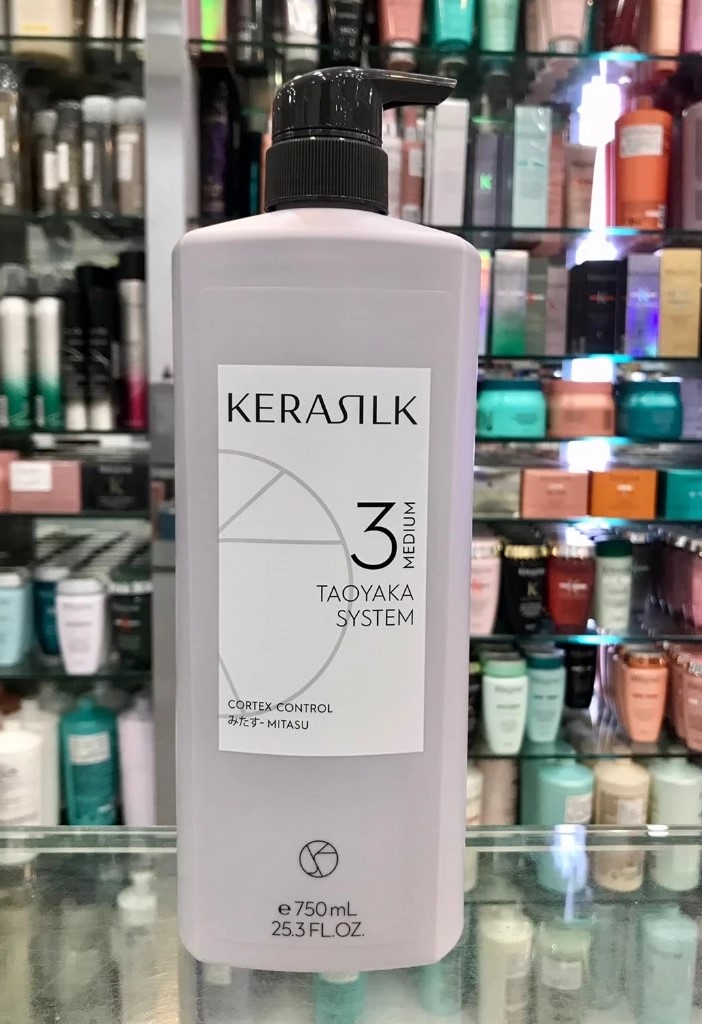 KERASILK
3 MEDIUM
TAOYAKA
SYSTEM
CORTEX CONTROL
みたす-MITASU
e 750 mL
25.3 FL.OZ.